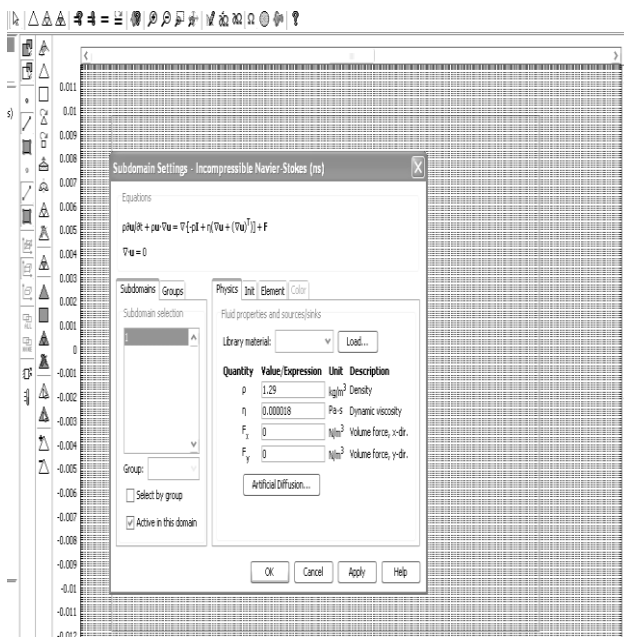 s)
0.011
0.01
0.009
0.008
0.007
0.006
0.005
0.004
0.003
0.002
0.001
0
-0.001
-0.002
-0.003
-0.004
-0.005
-0.006
-0.007
-0.008
-0.009
-0.01
-0.011
-0.012
Subdomain Settings - Incompressible Navier-Stokes (ns)
Equations
ρ∂u/∂t + ρu·∇u = ∇·[-pI + η(∇u + (∇u)ᵀ)] + F
∇·u = 0
Subdomains Groups
Subdomain selection
1
Group:
Select by group
Active in this domain
Physics Init Element Color
Fluid properties and sources/sinks
Library material: Load...
Quantity Value/Expression Unit Description
ρ 1.29 kg/m³ Density
η 0.000018 Pa·s Dynamic viscosity
Fx 0 N/m³ Volume force, x-dir.
Fy 0 N/m³ Volume force, y-dir.
Artificial Diffusion...
OK Cancel Apply Help